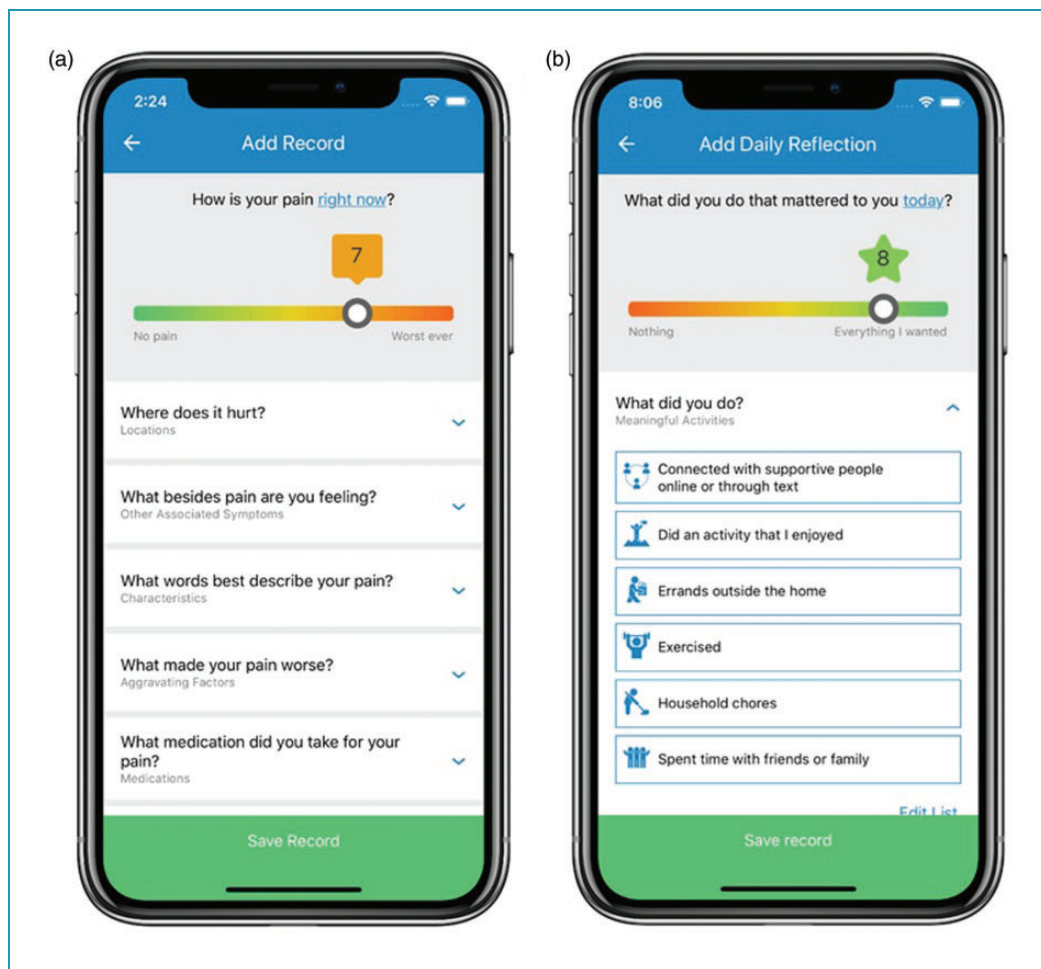 (a)
2:24
Add Record
How is your pain right now?
7
No pain
Worst ever
Where does it hurt?
Locations
What besides pain are you feeling?
Other Associated Symptoms
What words best describe your pain?
Characteristics
What made your pain worse?
Aggravating Factors
What medication did you take for your
pain?
Medications
Save Record
(b)
8:06
Add Daily Reflection
What did you do that mattered to you today?
8
Nothing
Everything I wanted
What did you do?
Meaningful Activities
Connected with supportive people
online or through text
Did an activity that I enjoyed
Errands outside the home
Exercised
Household chores
Spent time with friends or family
Edit List
Save record